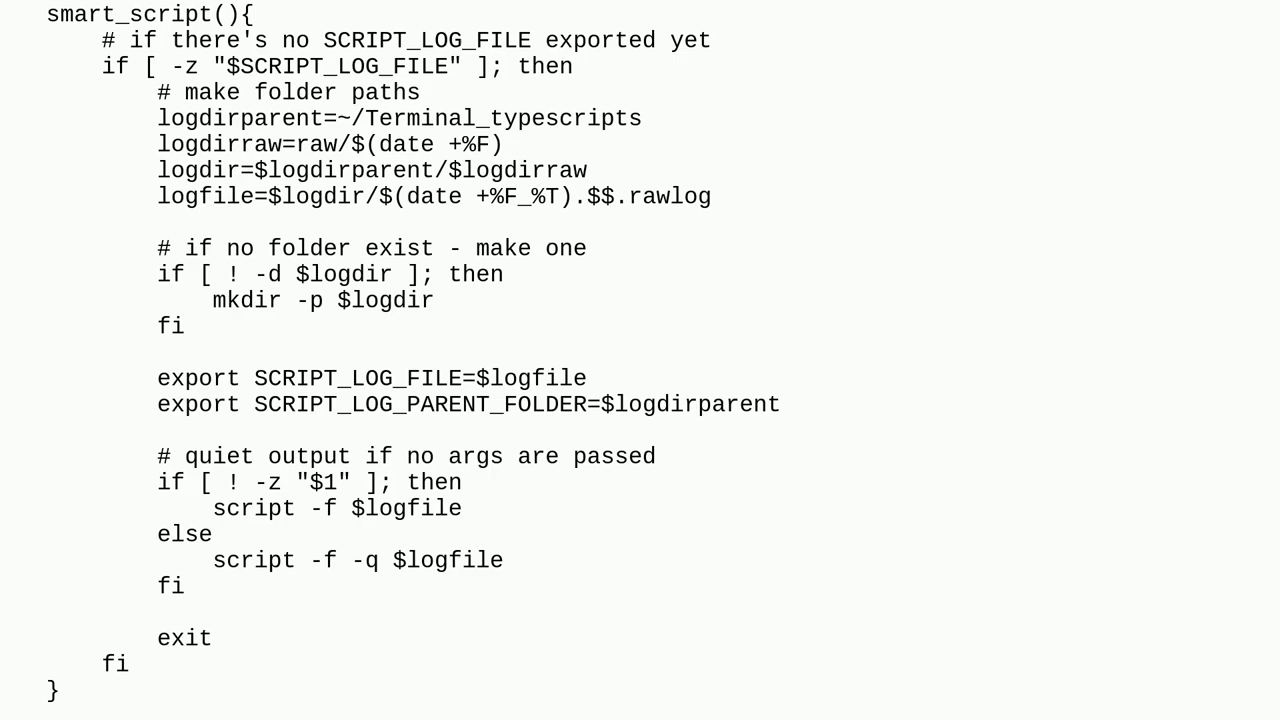 smart_script(){
    # if there's no SCRIPT_LOG_FILE exported yet
    if [ -z "$SCRIPT_LOG_FILE" ]; then
        # make folder paths
        logdirparent=~/Terminal_typescripts
        logdirraw=raw/$(date +%F)
        logdir=$logdirparent/$logdirraw
        logfile=$logdir/$(date +%F_%T).$$.rawlog

        # if no folder exist - make one
        if [ ! -d $logdir ]; then
            mkdir -p $logdir
        fi

        export SCRIPT_LOG_FILE=$logfile
        export SCRIPT_LOG_PARENT_FOLDER=$logdirparent

        # quiet output if no args are passed
        if [ ! -z "$1" ]; then
            script -f $logfile
        else
            script -f -q $logfile
        fi

        exit
    fi
}